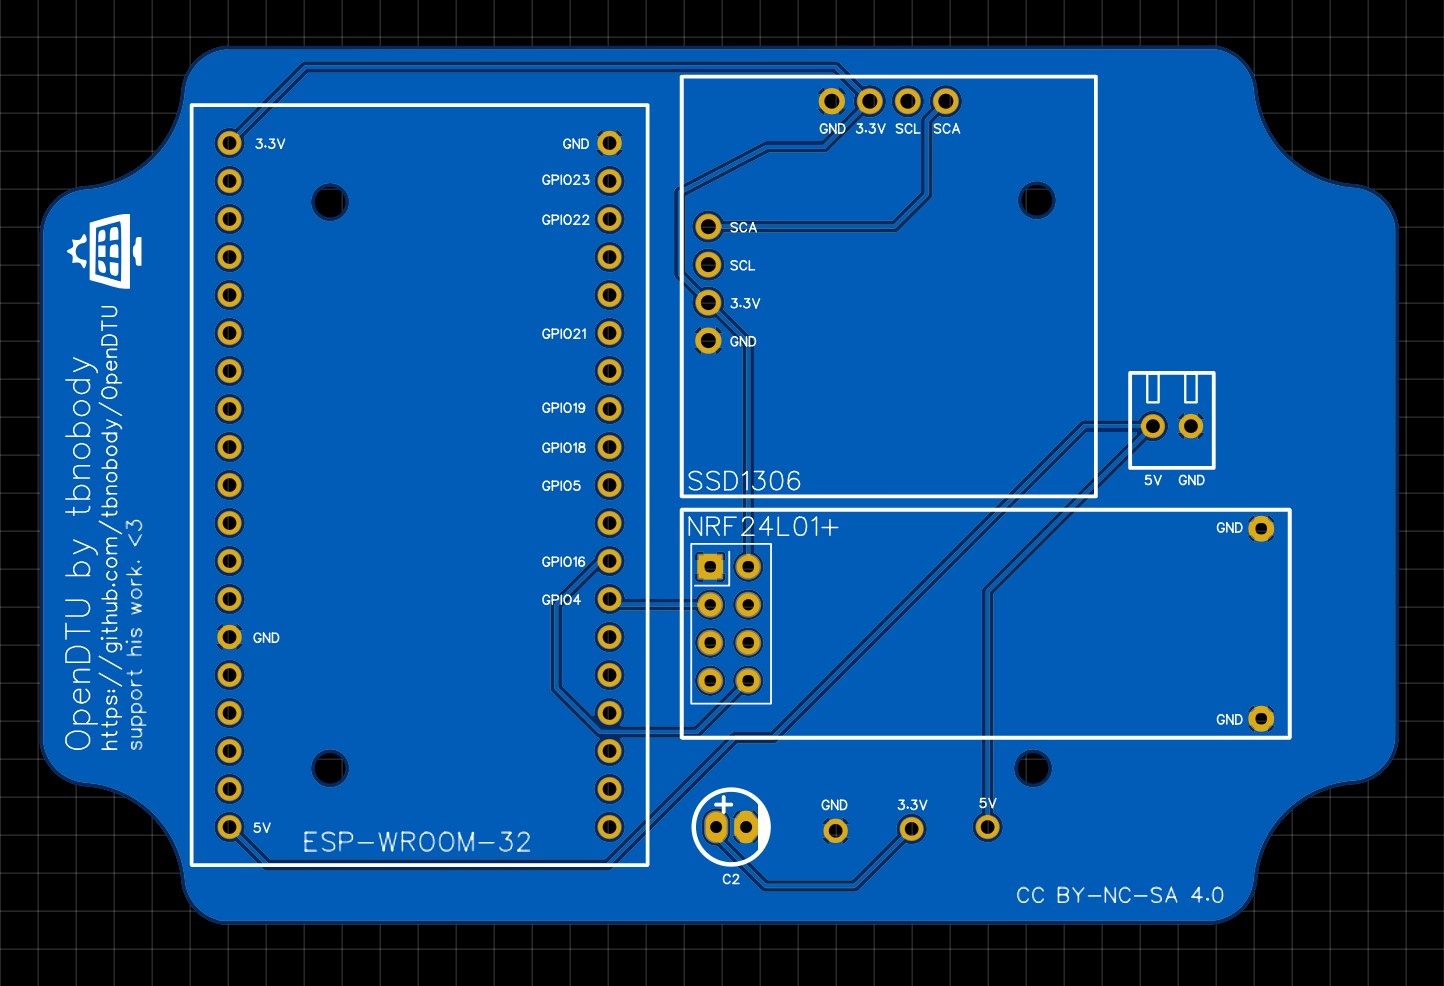 OpenDTU by tbnobody
https://github.com/tbnobody/OpenDTU
support his work. <3
3.3V
GND
5V
ESP-WROOM-32
GND
GPIO23
GPIO22
GPIO21
GPIO19
GPIO18
GPIO5
GPIO16
GPIO4
GND 3.3V SCL SCA
SCA
SCL
3.3V
GND
SSD1306
5V GND
NRF24L01+
GND
GND
+
C2
GND 3.3V 5V
CC BY-NC-SA 4.0